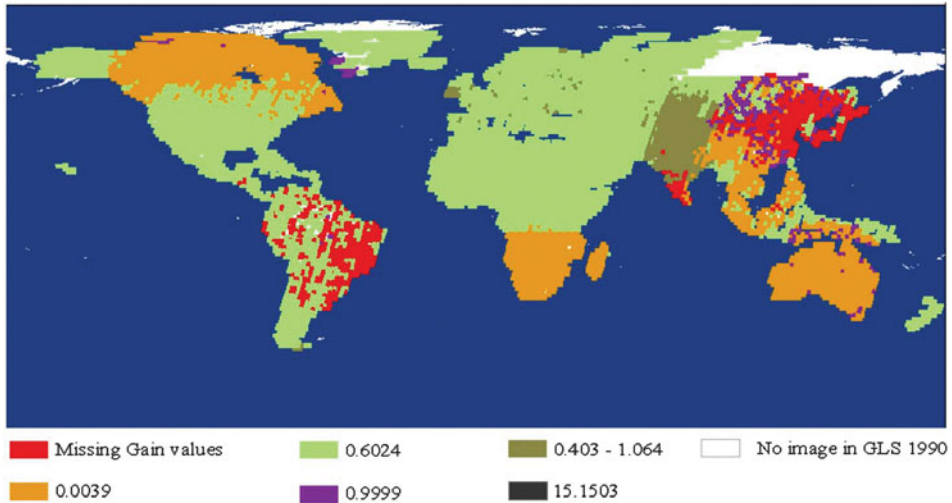 Missing Gain values
0.6024
0.403 - 1.064
No image in GLS 1990
0.0039
0.9999
15.1503